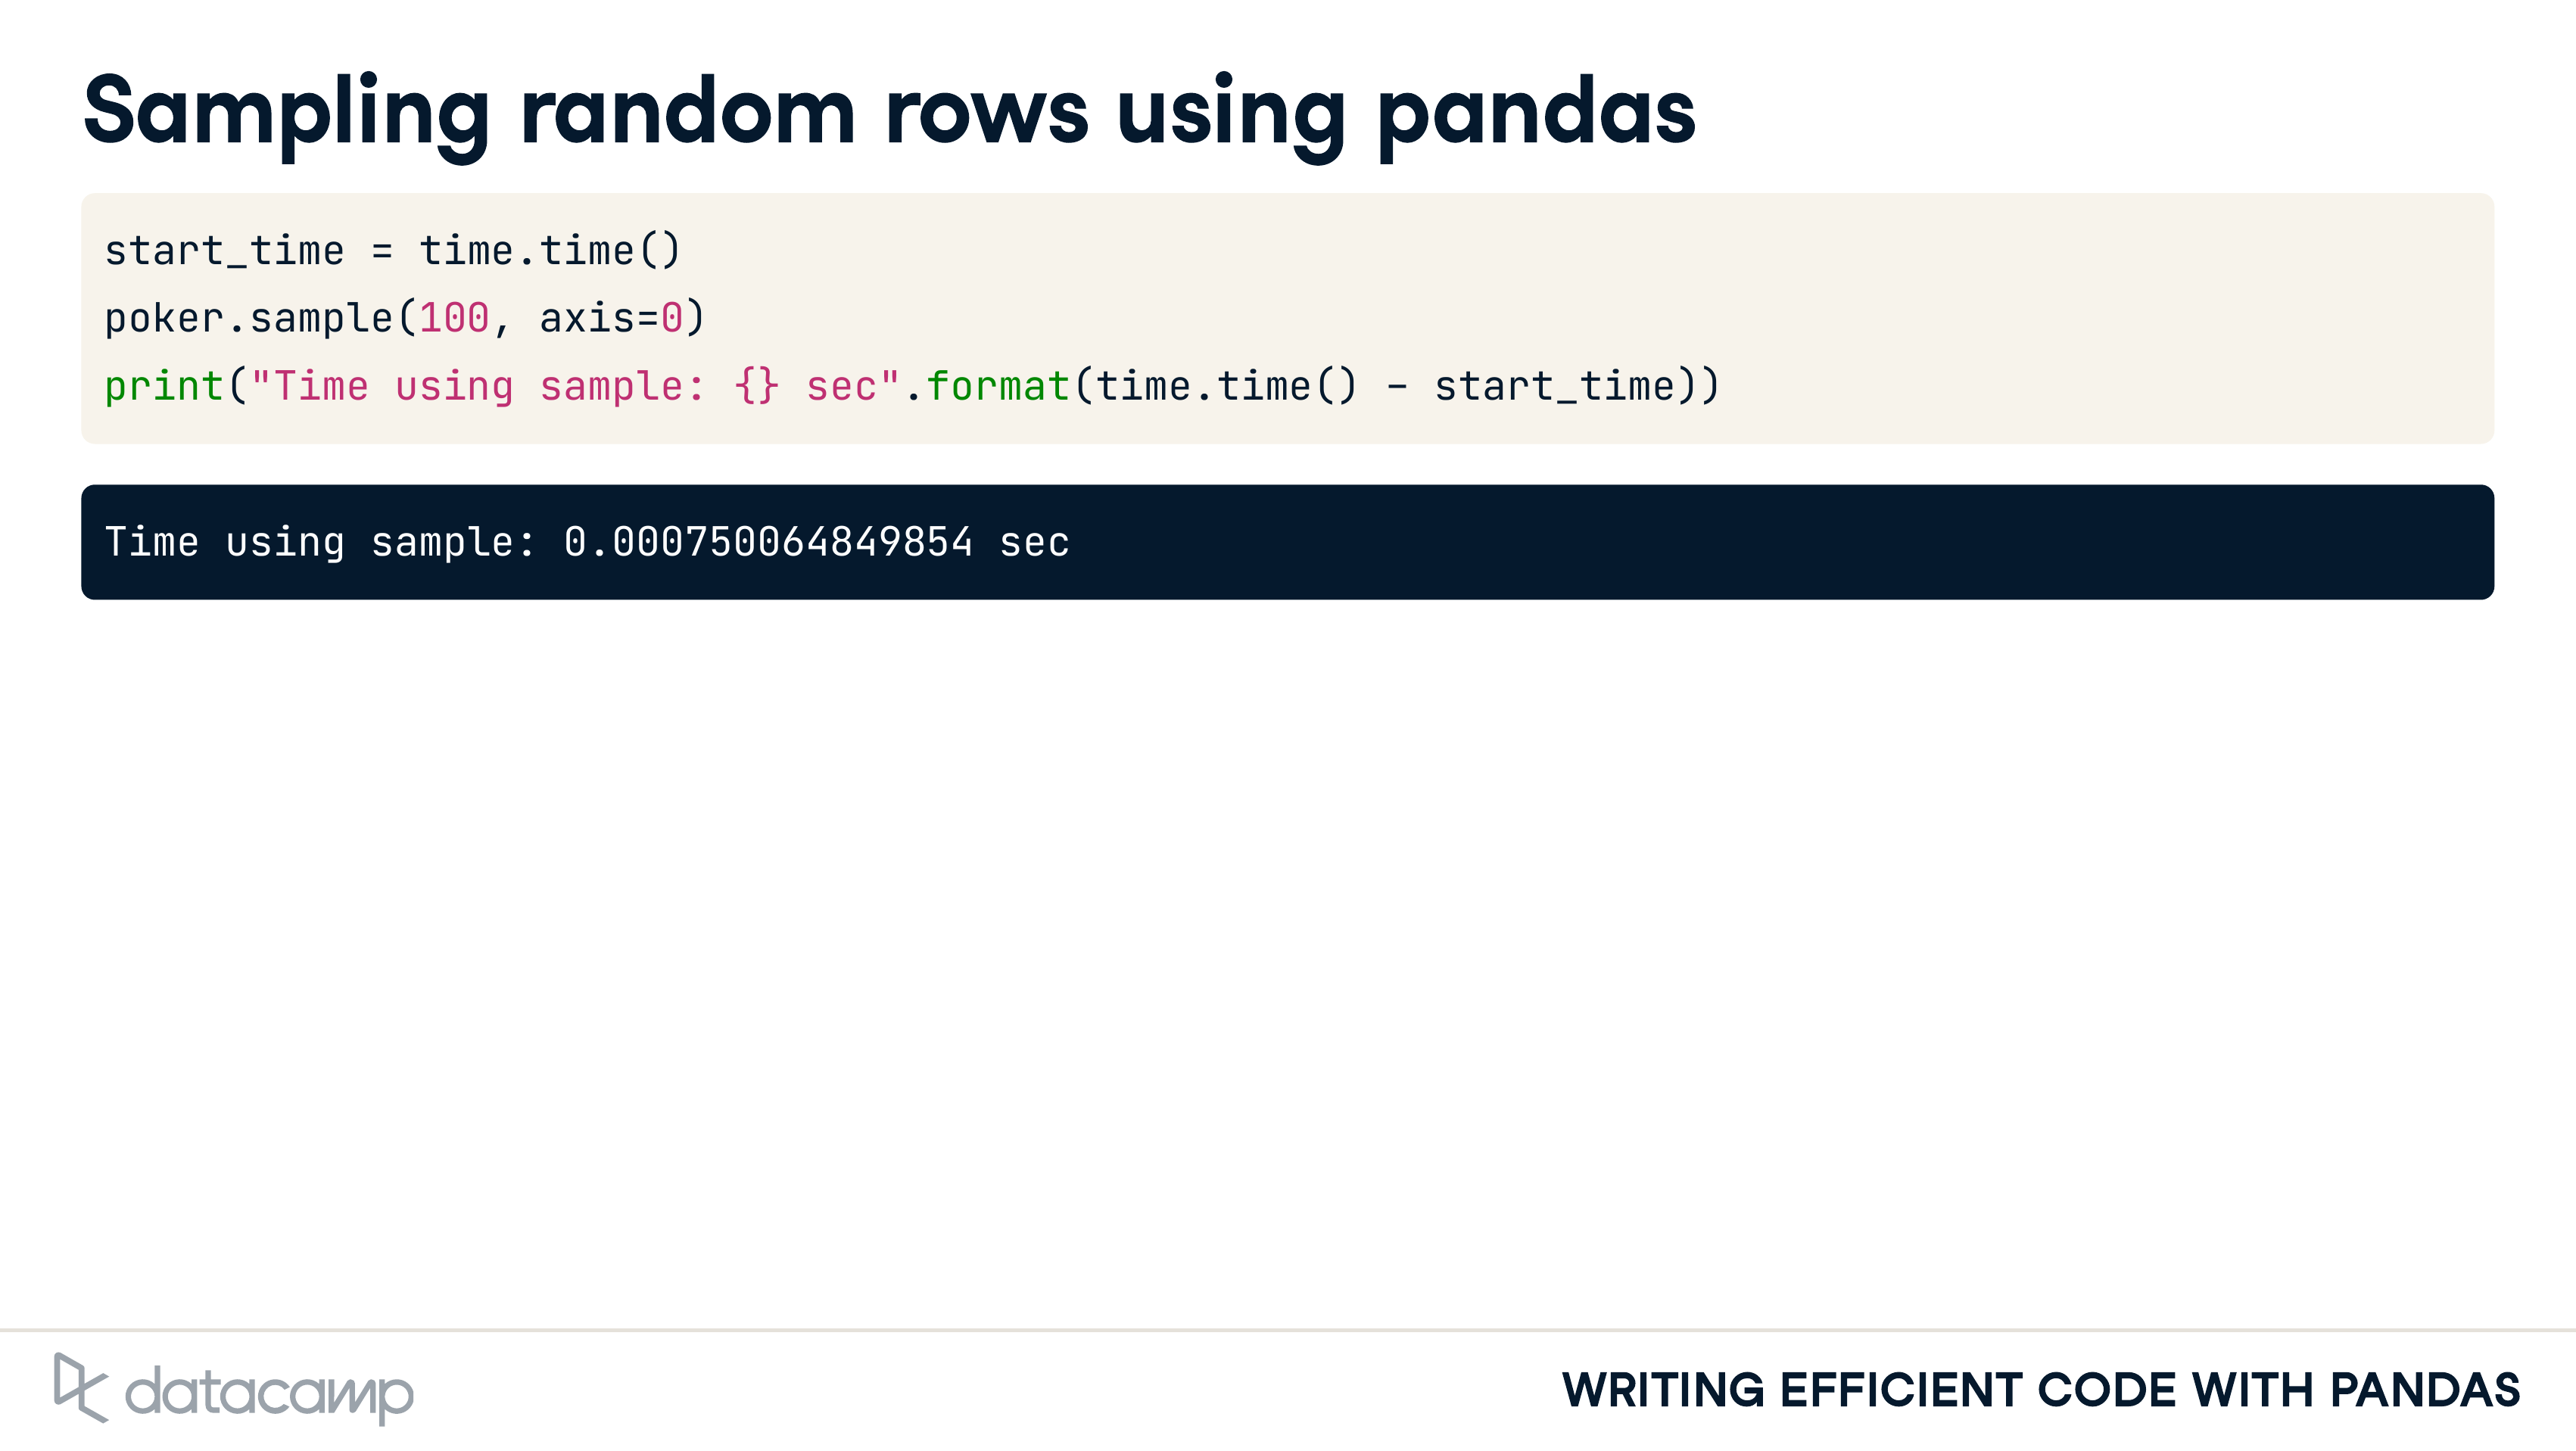 Sampling random rows using pandas
start_time = time.time()
poker.sample(100, axis=0)
print("Time using sample: {} sec".format(time.time() - start_time))
Time using sample: 0.000750064849854 sec
datacamp
WRITING EFFICIENT CODE WITH PANDAS